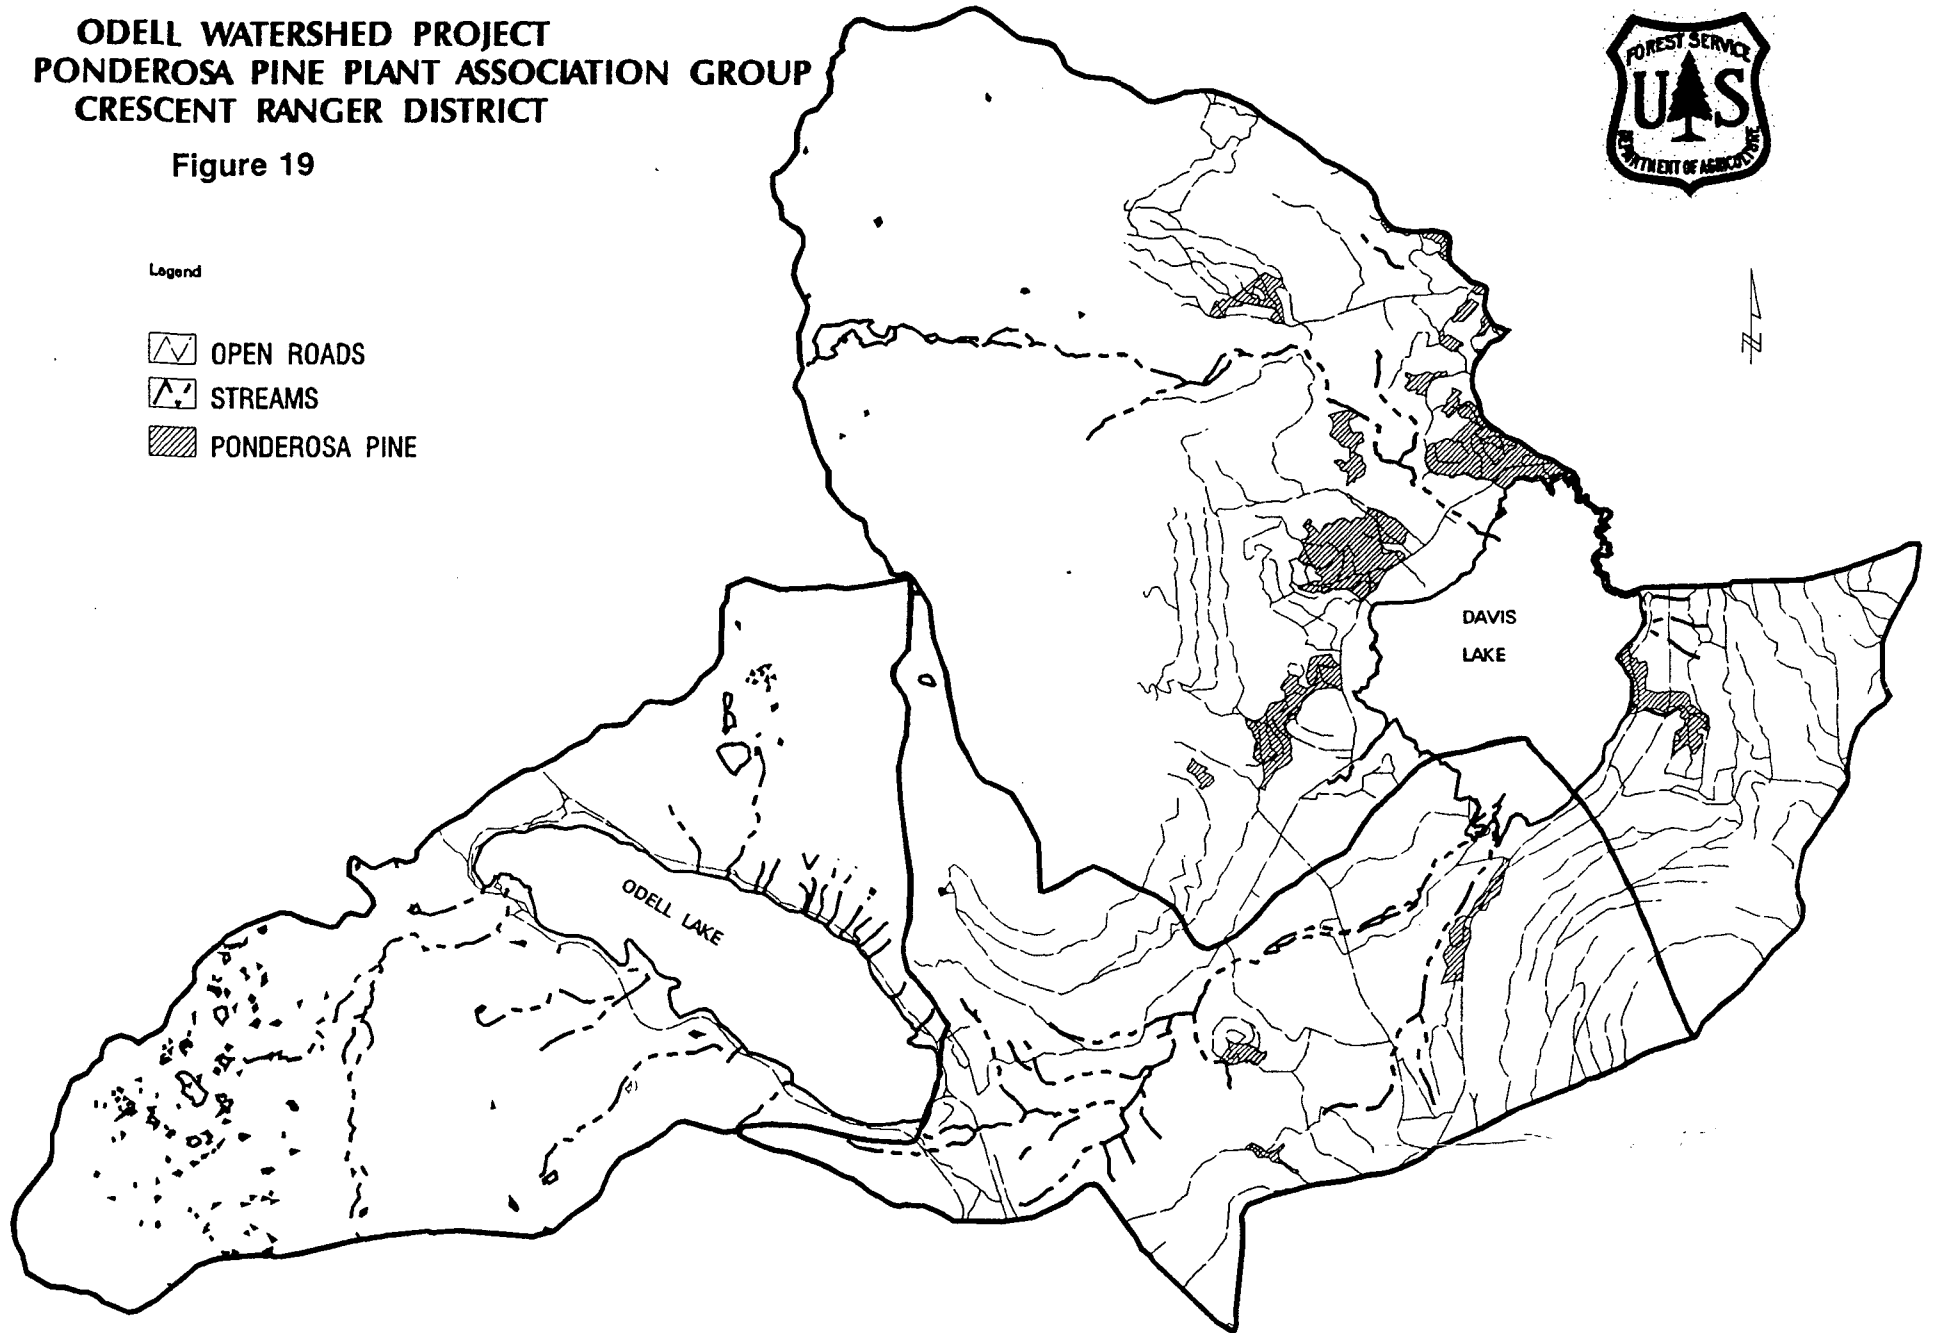 ODELL WATERSHED PROJECT
PONDEROSA PINE PLANT ASSOCIATION GROUP
CRESCENT RANGER DISTRICT
Figure 19
FOREST SERVICE
U S
DEPARTMENT OF AGRICULTURE
Legend
OPEN ROADS
STREAMS
PONDEROSA PINE
DAVIS
LAKE
ODELL LAKE
N